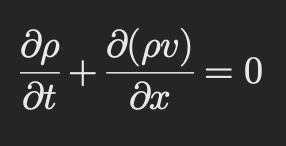 ∂ρ/∂t + ∂(ρv)/∂x = 0